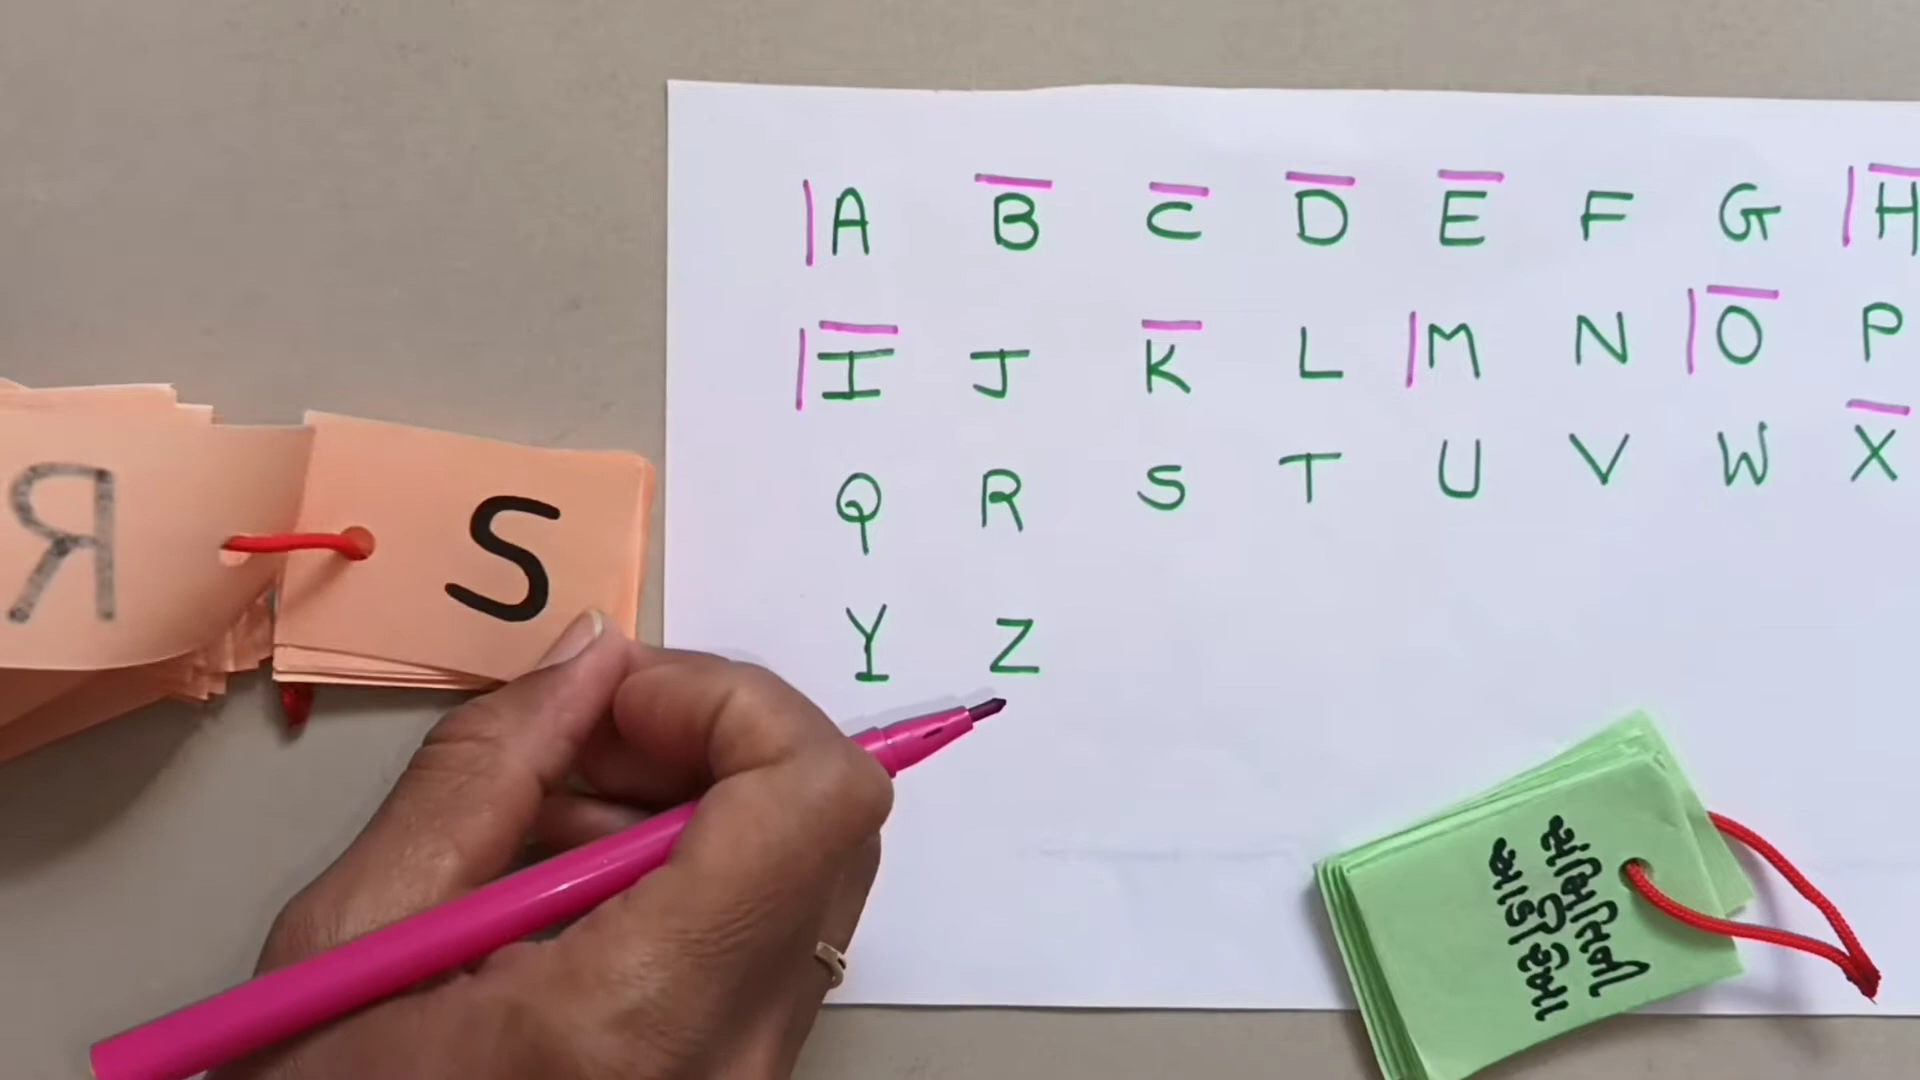 A B C D E F G H
I J K L M N O P
Q R S T U V W X
Y Z
R S